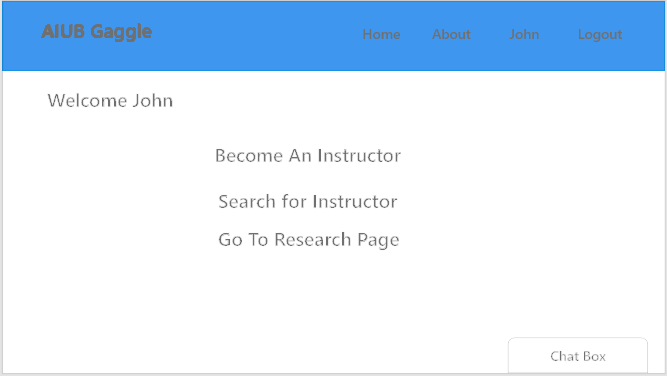 AIUB Gaggle Home About John Logout
Welcome John
Become An Instructor
Search for Instructor
Go To Research Page
Chat Box